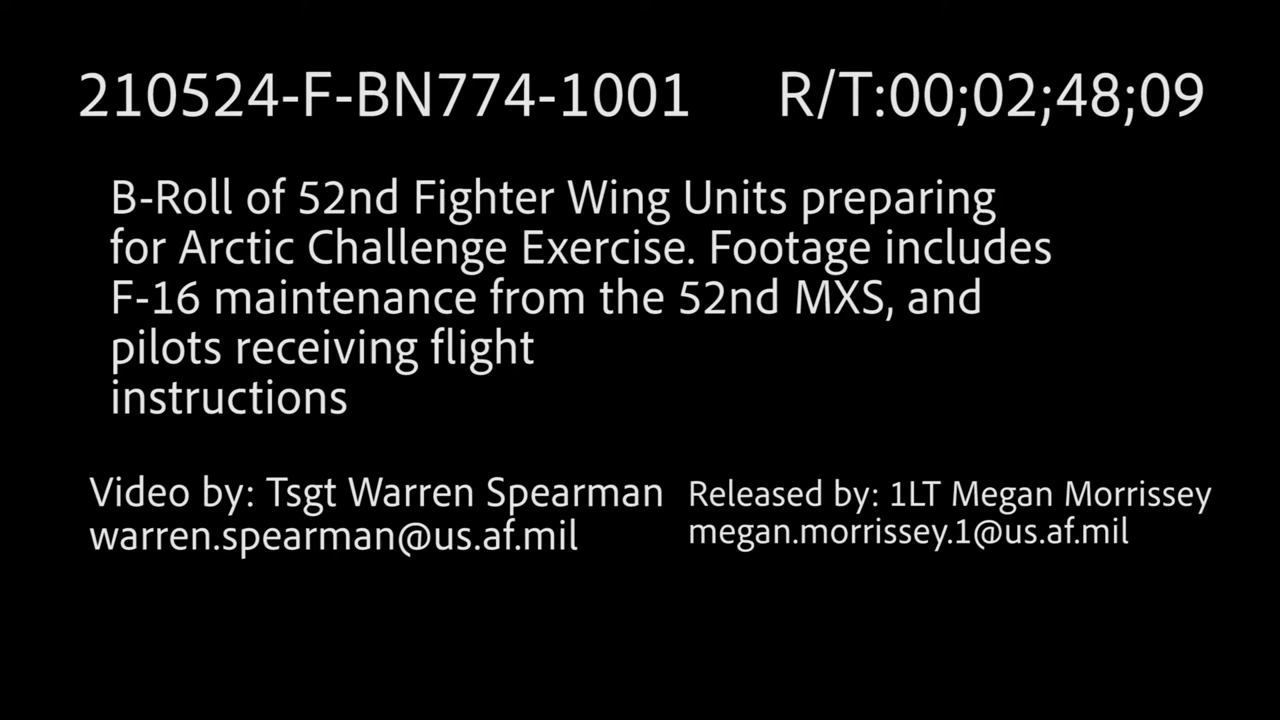 210524-F-BN774-1001 R/T:00;02;48;09
B-Roll of 52nd Fighter Wing Units preparing
for Arctic Challenge Exercise. Footage includes
F-16 maintenance from the 52nd MXS, and
pilots receiving flight
instructions
Video by: Tsgt Warren Spearman
warren.spearman@us.af.mil
Released by: 1LT Megan Morrissey
megan.morrissey.1@us.af.mil